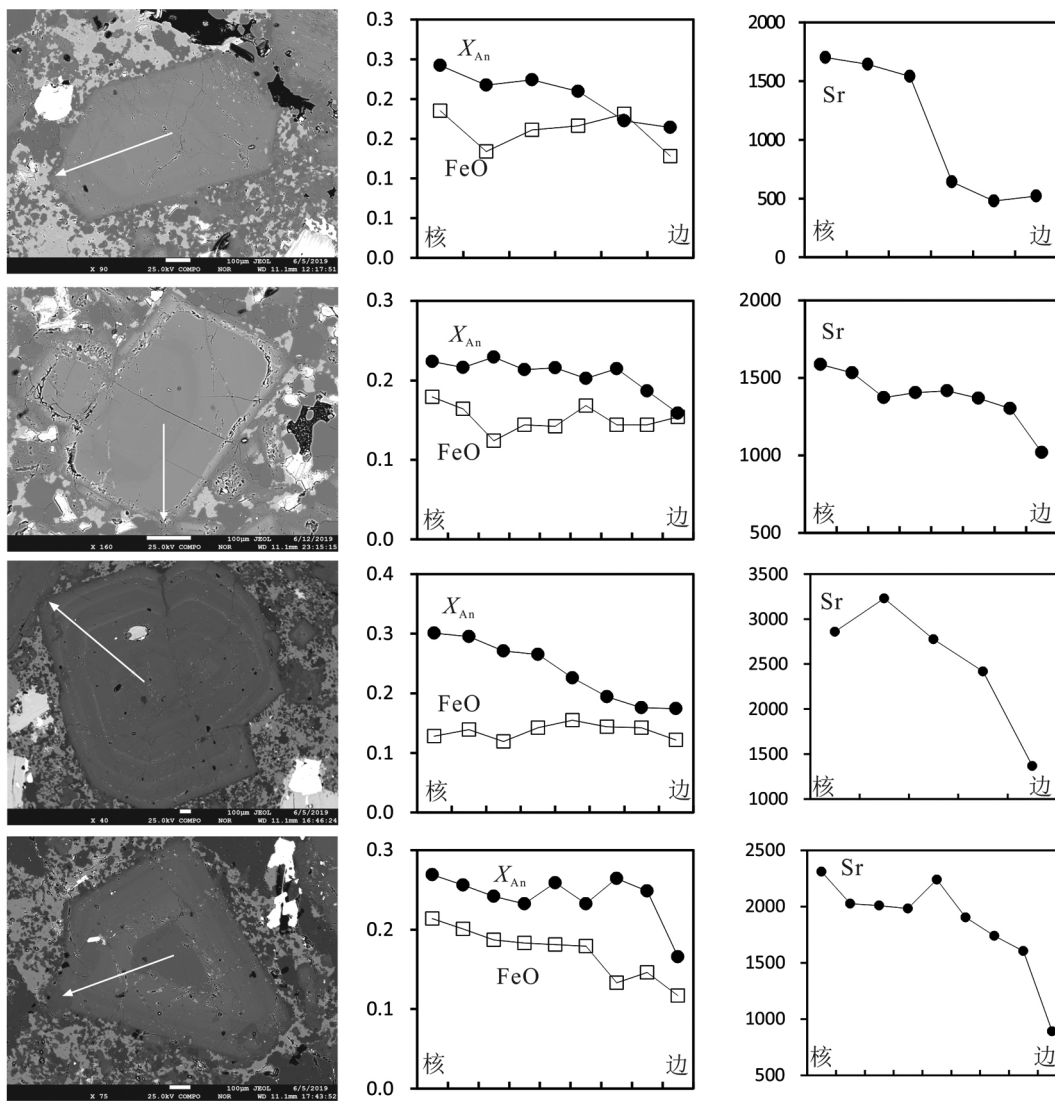 0.3
0.3
0.2
0.2
0.1
0.1
0.0
X An
FeO
核
边
2000
1500
1000
500
0
Sr
核
边
100μm JEOL 6/5/2019
X 90 25.0kV COMPO NOR WD 11.1mm 12:17:51
0.3
0.2
0.1
0.0
X An
FeO
核
边
2000
1500
1000
500
Sr
核
边
100μm JEOL 6/12/2019
X 160 25.0kV COMPO NOR WD 11.1mm 23:15:15
0.4
0.3
0.2
0.1
0.0
X An
FeO
核
边
3500
3000
2500
2000
1500
1000
Sr
核
边
100μm JEOL 6/5/2019
X 40 25.0kV COMPO NOR WD 11.1mm 16:46:24
0.3
0.2
0.1
0.0
X An
FeO
核
边
2500
2000
1500
1000
500
Sr
核
边
100μm JEOL 6/5/2019
X 75 25.0kV COMPO NOR WD 11.1mm 17:43:52